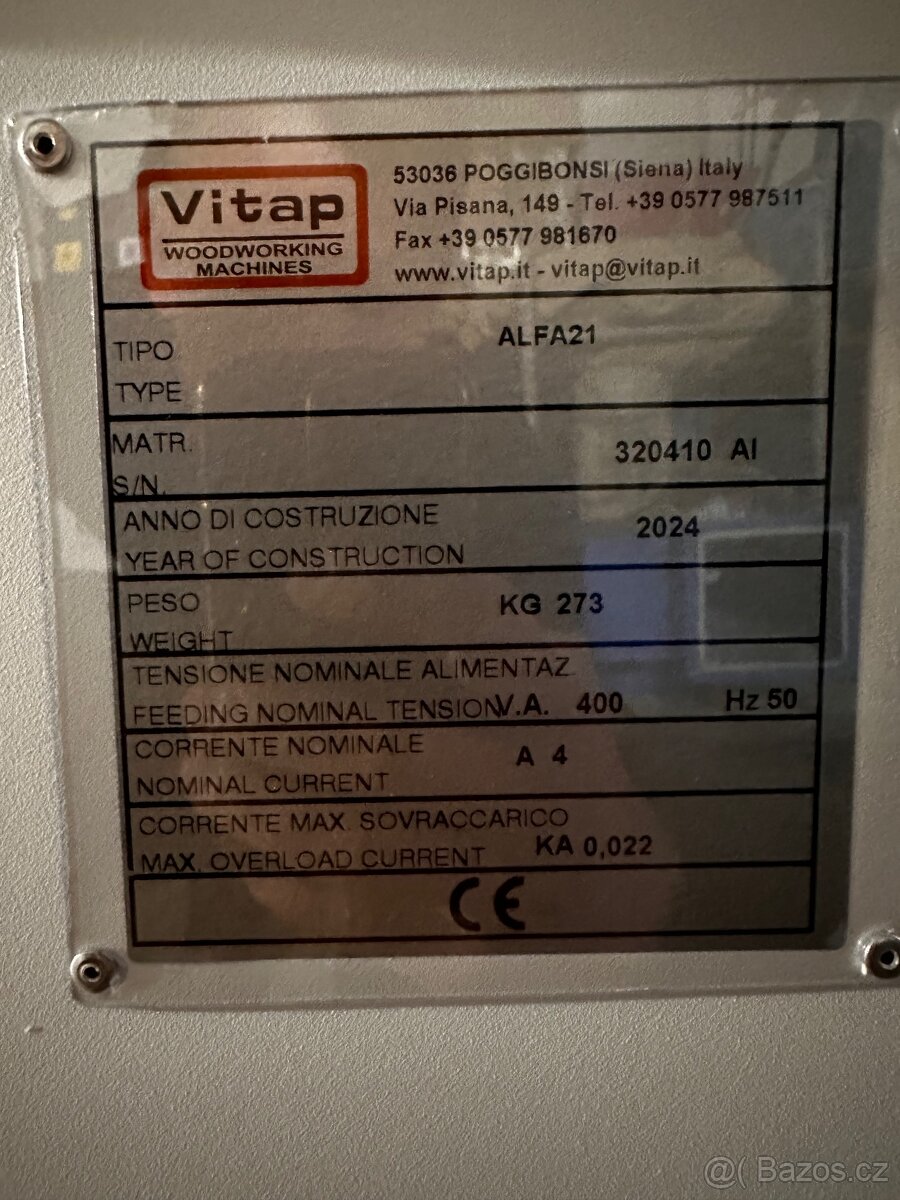 Vitap
WOODWORKING
MACHINES
53036 POGGIBONSI (Siena) Italy
Via Pisana, 149 - Tel. +39 0577 987511
Fax +39 0577 981670
www.vitap.it - vitap@vitap.it
TIPO
TYPE
ALFA21
MATR.
S/N.
320410 AI
ANNO DI COSTRUZIONE
YEAR OF CONSTRUCTION
2024
PESO
WEIGHT
KG 273
TENSIONE NOMINALE ALIMENTAZ.
FEEDING NOMINAL TENSION V.A. 400 Hz 50
CORRENTE NOMINALE
NOMINAL CURRENT
A 4
CORRENTE MAX. SOVRACCARICO
MAX. OVERLOAD CURRENT KA 0,022
CE
@( Bazos.cz